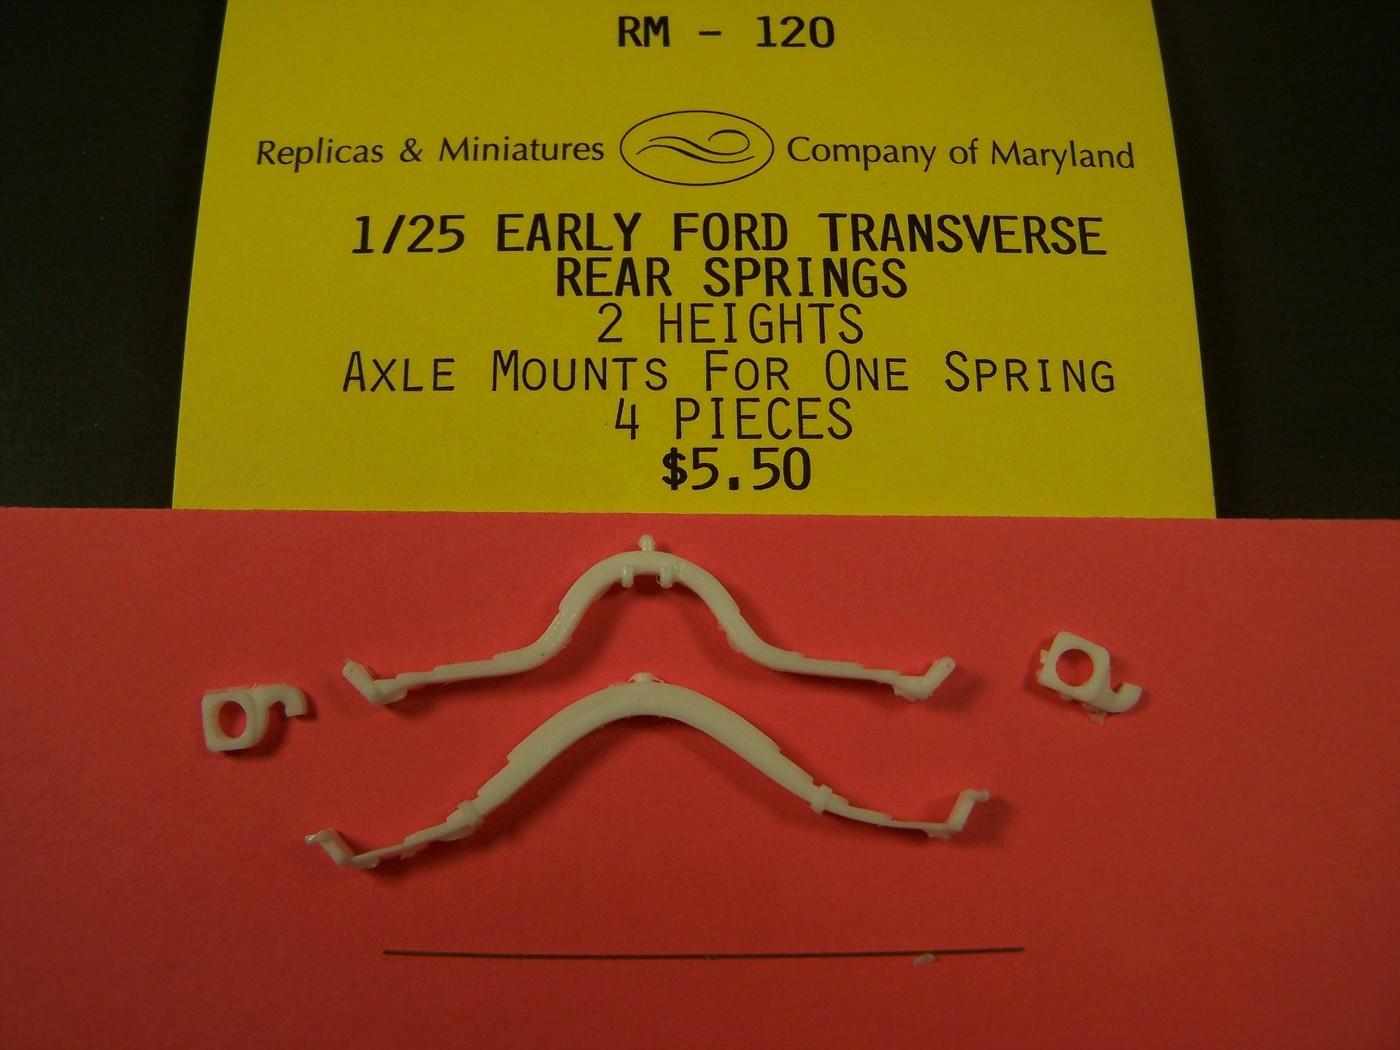 RM - 120
Replicas & Miniatures Company of Maryland
1/25 EARLY FORD TRANSVERSE
REAR SPRINGS
2 HEIGHTS
AXLE MOUNTS FOR ONE SPRING
4 PIECES
$5.50